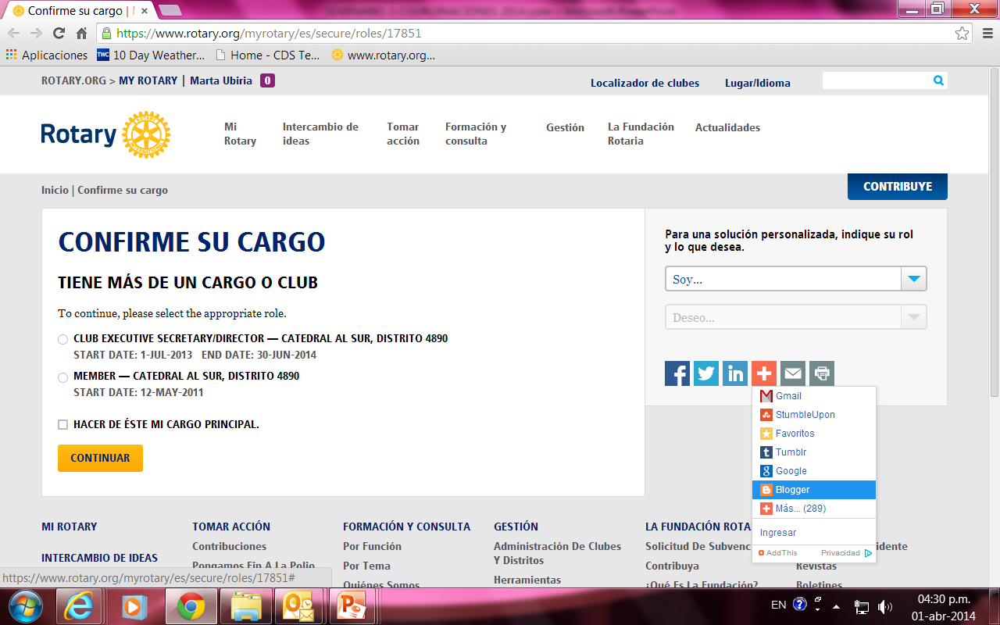 Confirme su cargo | M
https://www.rotary.org/myrotary/es/secure/roles/17851
Aplicaciones
TWC 10 Day Weather...
Home - CDS Te...
www.rotary.org...
ROTARY.ORG > MY ROTARY | Marta Ubiria 0
Localizador de clubes
Lugar/Idioma
Rotary
Mi Rotary
Intercambio de ideas
Tomar acción
Formación y consulta
Gestión
La Fundación Rotaria
Actualidades
Inicio | Confirme su cargo
CONTRIBUYE
CONFIRME SU CARGO
TIENE MÁS DE UN CARGO O CLUB
To continue, please select the appropriate role.
CLUB EXECUTIVE SECRETARY/DIRECTOR — CATEDRAL AL SUR, DISTRITO 4890
START DATE: 1-JUL-2013 END DATE: 30-JUN-2014
MEMBER — CATEDRAL AL SUR, DISTRITO 4890
START DATE: 12-MAY-2011
HACER DE ÉSTE MI CARGO PRINCIPAL.
CONTINUAR
Para una solución personalizada, indique su rol
y lo que desea.
Soy...
Deseo...
Gmail
StumbleUpon
Favoritos
Tumblr
Google
Blogger
Más... (289)
Ingresar
AddThis Privacidad
MI ROTARY
INTERCAMBIO DE IDEAS
TOMAR ACCIÓN
Contribuciones
Pongamos Fin A La Polio
FORMACIÓN Y CONSULTA
Por Función
Por Tema
Quiénes Somos
GESTIÓN
Administración De Clubes
Y Distritos
Herramientas
LA FUNDACIÓN ROTA
Solicitud De Subvenc
Contribuya
¿Qué Es La Fundación?
idente
Revistas
Boletines
https://www.rotary.org/myrotary/es/secure/roles/17851#
EN
04:30 p.m.
01-abr-2014